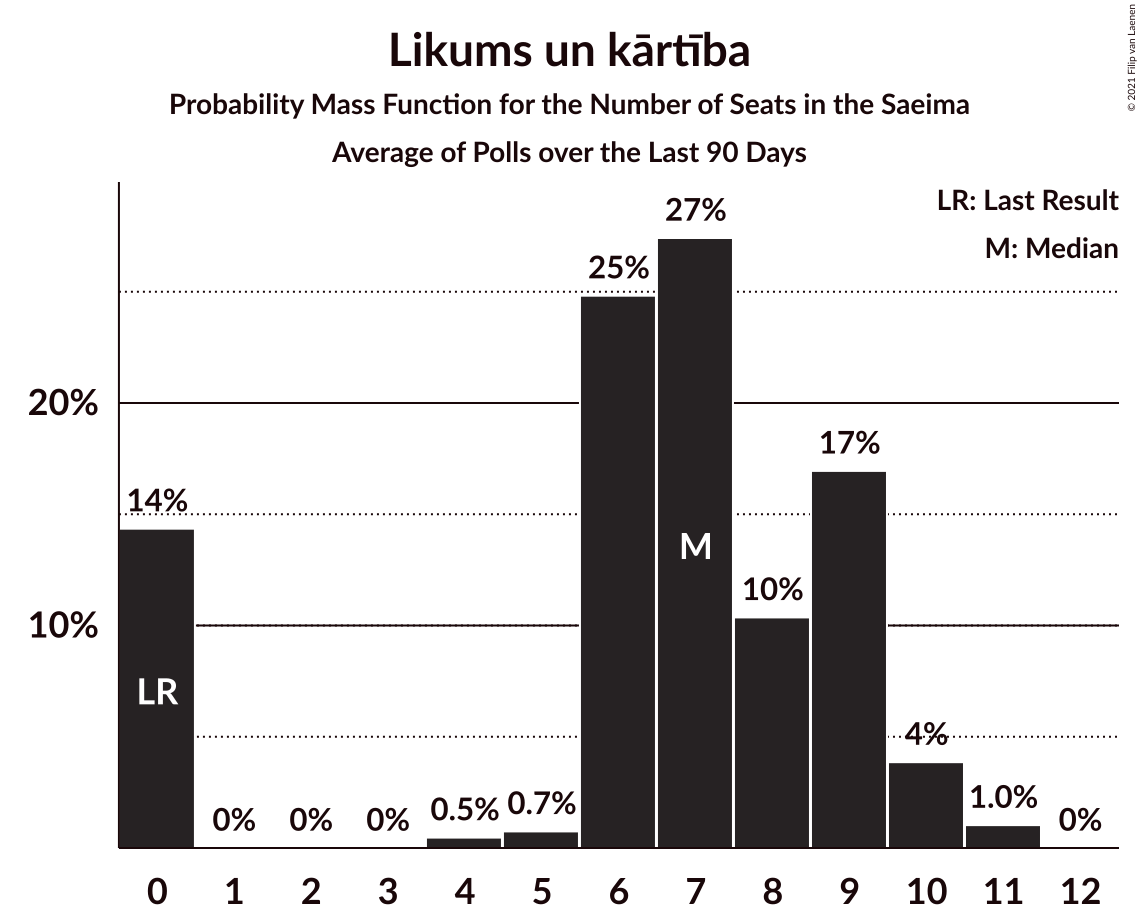 Likums un kārtība
Probability Mass Function for the Number of Seats in the Saeima
Average of Polls over the Last 90 Days
© 2021 Filip van Laenen
LR: Last Result
M: Median
27%
25%
20%
17%
14%
M
10%
10%
LR
4%
0% 0% 0% 0.5% 0.7% 1.0% 0%
0 1 2 3 4 5 6 7 8 9 10 11 12